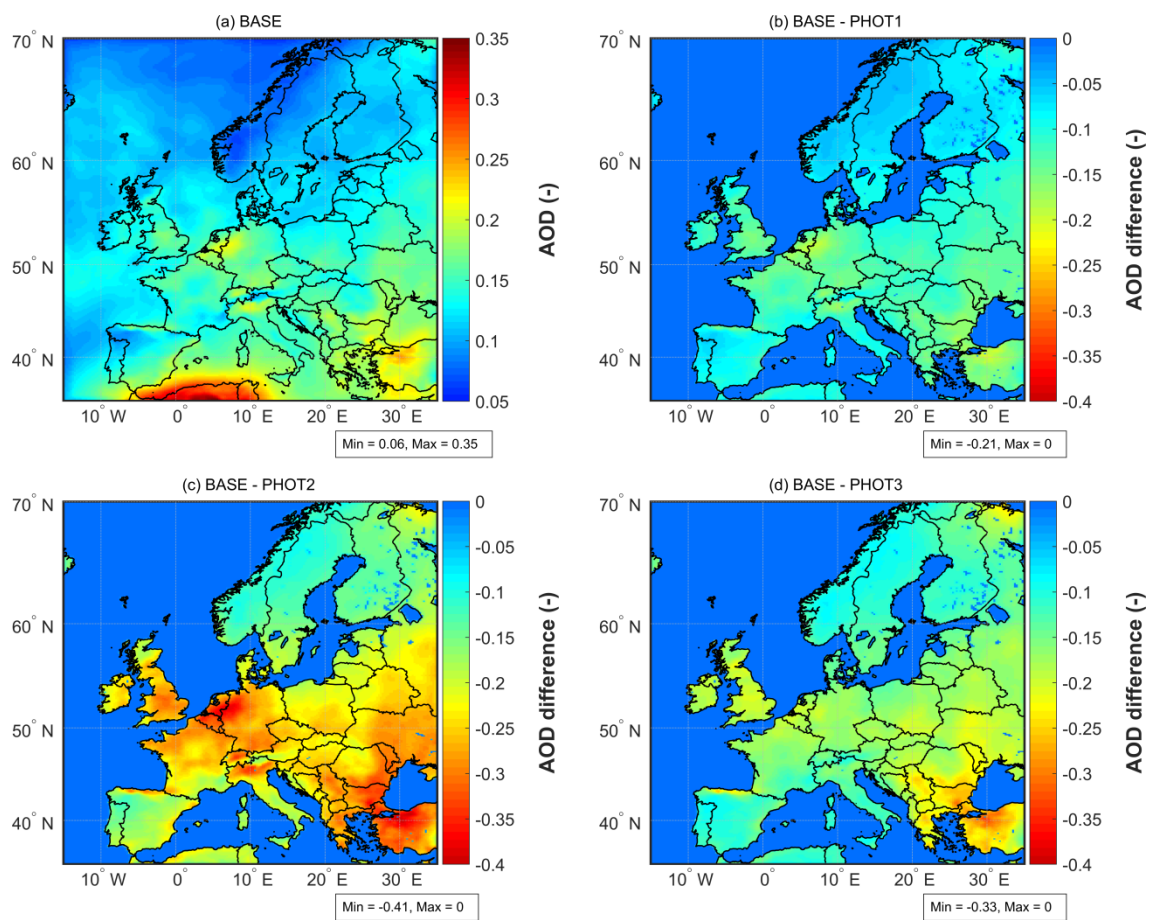 (a) BASE
70° N
60° N
50° N
40° N
10° W
0°
10° E
20° E
30° E
0.35
0.3
0.25
0.2
0.15
0.1
0.05
AOD (-)
Min = 0.06, Max = 0.35
(b) BASE - PHOT1
70° N
60° N
50° N
40° N
10° W
0°
10° E
20° E
30° E
0
-0.05
-0.1
-0.15
-0.2
-0.25
-0.3
-0.35
-0.4
AOD difference (-)
Min = -0.21, Max = 0
(c) BASE - PHOT2
70° N
60° N
50° N
40° N
10° W
0°
10° E
20° E
30° E
0
-0.05
-0.1
-0.15
-0.2
-0.25
-0.3
-0.35
-0.4
AOD difference (-)
Min = -0.41, Max = 0
(d) BASE - PHOT3
70° N
60° N
50° N
40° N
10° W
0°
10° E
20° E
30° E
0
-0.05
-0.1
-0.15
-0.2
-0.25
-0.3
-0.35
-0.4
AOD difference (-)
Min = -0.33, Max = 0